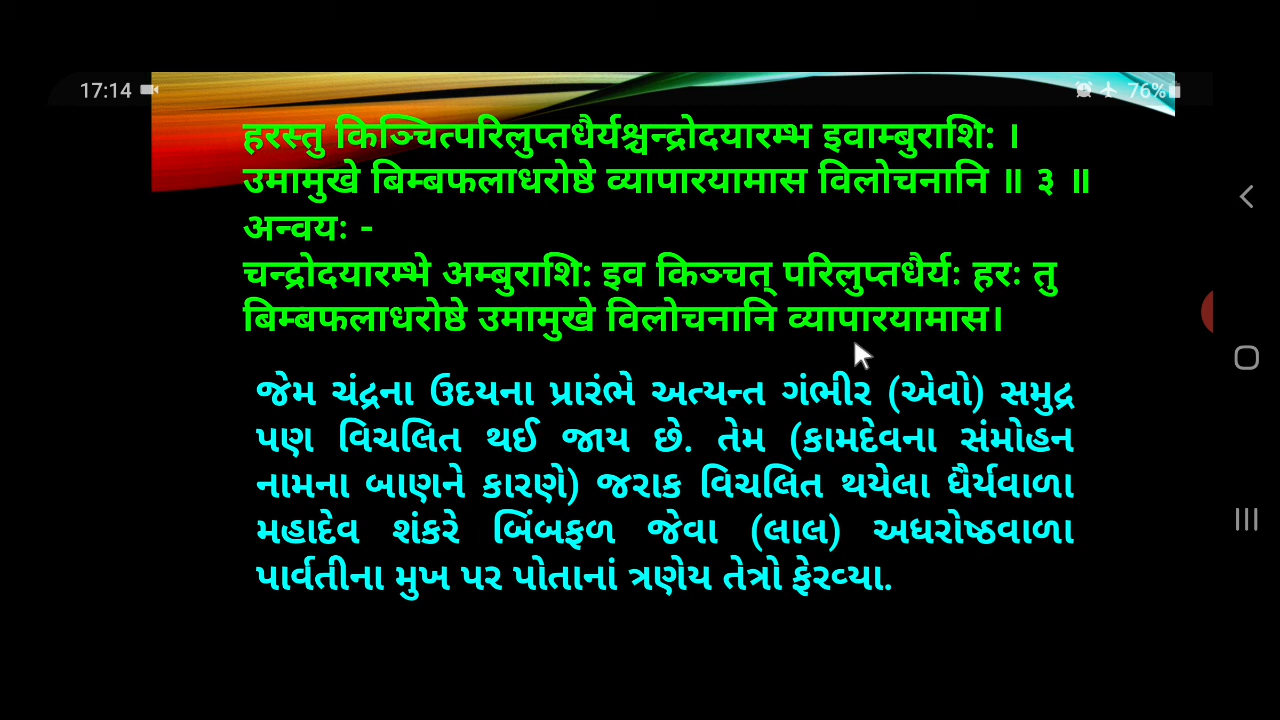 17:14
76%
हरस्तु किञ्चित्परिलुप्तधैर्यश्चन्द्रोदयारम्भ इवाम्बुराशि: ।
उमामुखे बिम्बफलाधरोष्ठे व्यापारयामास विलोचनानि ॥ ३ ॥
अन्वयः -
चन्द्रोदयारम्भे अम्बुराशि: इव किञ्चत् परिलुप्तधैर्यः हरः तु
बिम्बफलाधरोष्ठे उमामुखे विलोचनानि व्यापारयामास।
જેમ ચંદ્રના ઉદયના પ્રારંભે અત્યન્ત ગંભીર (એવો) સમુદ્ર
પણ વિચલિત થઈ જાય છે. તેમ (કામદેવના સંમોહન
નામના બાણને કારણે) જરાક વિચલિત થયેલા ધૈર્યવાળા
મહાદેવ શંકરે બિંબફળ જેવા (લાલ) અધરોષ્ઠવાળા
પાર્વતીના મુખ પર પોતાનાં ત્રણેય તેત્રો ફેરવ્યા.